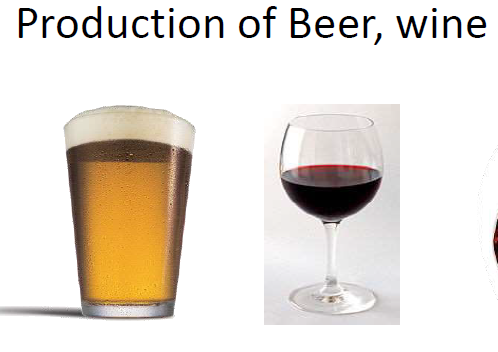 Production of Beer, wine